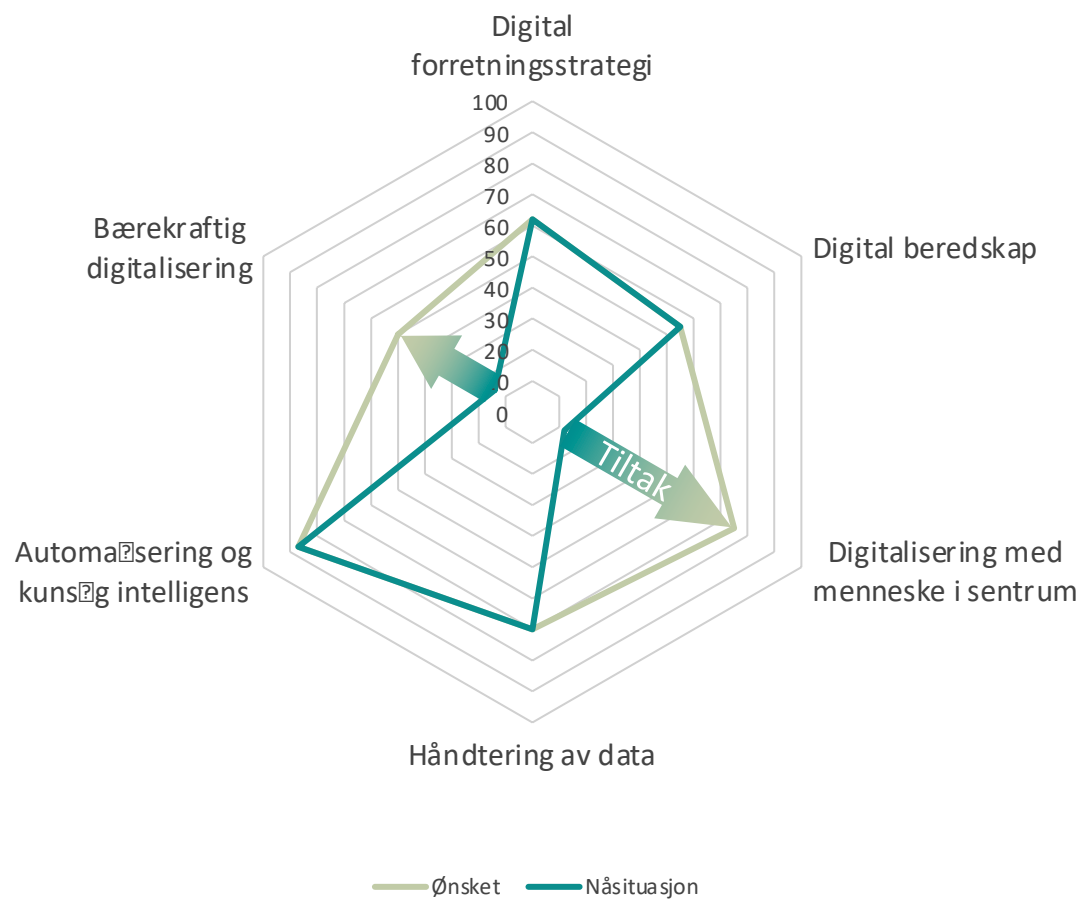 Digital
forretningsstrategi
100
90
80
70
60
50
40
30
20
10
0
Bærekraftig
digitalisering
Digital beredskap
Tiltak
Automa�sering og
kuns�g intelligens
Digitalisering med
menneske i sentrum
Håndtering av data
Ønsket
Nåsituasjon